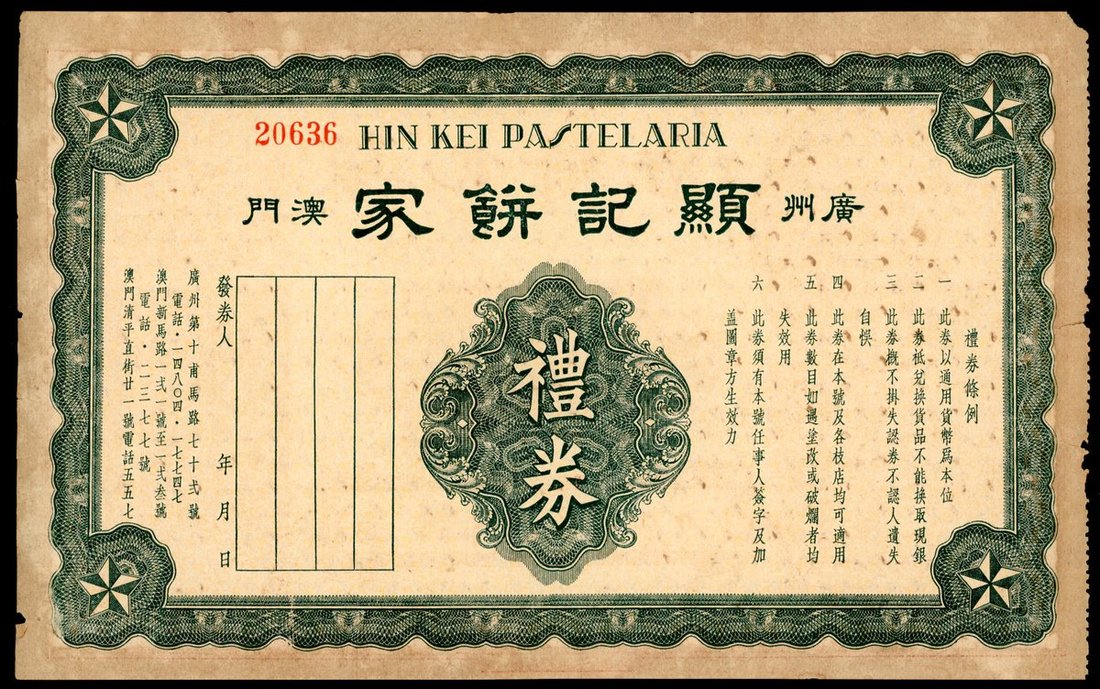 20636 HIN KEI PASTELARIA
廣州 顯記餅家 澳門
禮券條例
一 此券以通用貨幣爲本位
二 此券祗兌換貨品不能換取現銀
三 此券概不掛失認券不認人遺失
自悞
四 此券在本號及各枝店均可適用
五 此券數目如遇塗改或破爛者均
失效用
六 此券須有本號任事人簽字及加
盖圖章方生效力
禮券
發券人 年 月 日
廣州第十甫馬路七十弍號
電話·一四八〇四·一七七四七
澳門新馬路一弍一號至一弍叁號
電話·二三七七號
澳門清平直街廿一號電話五五七